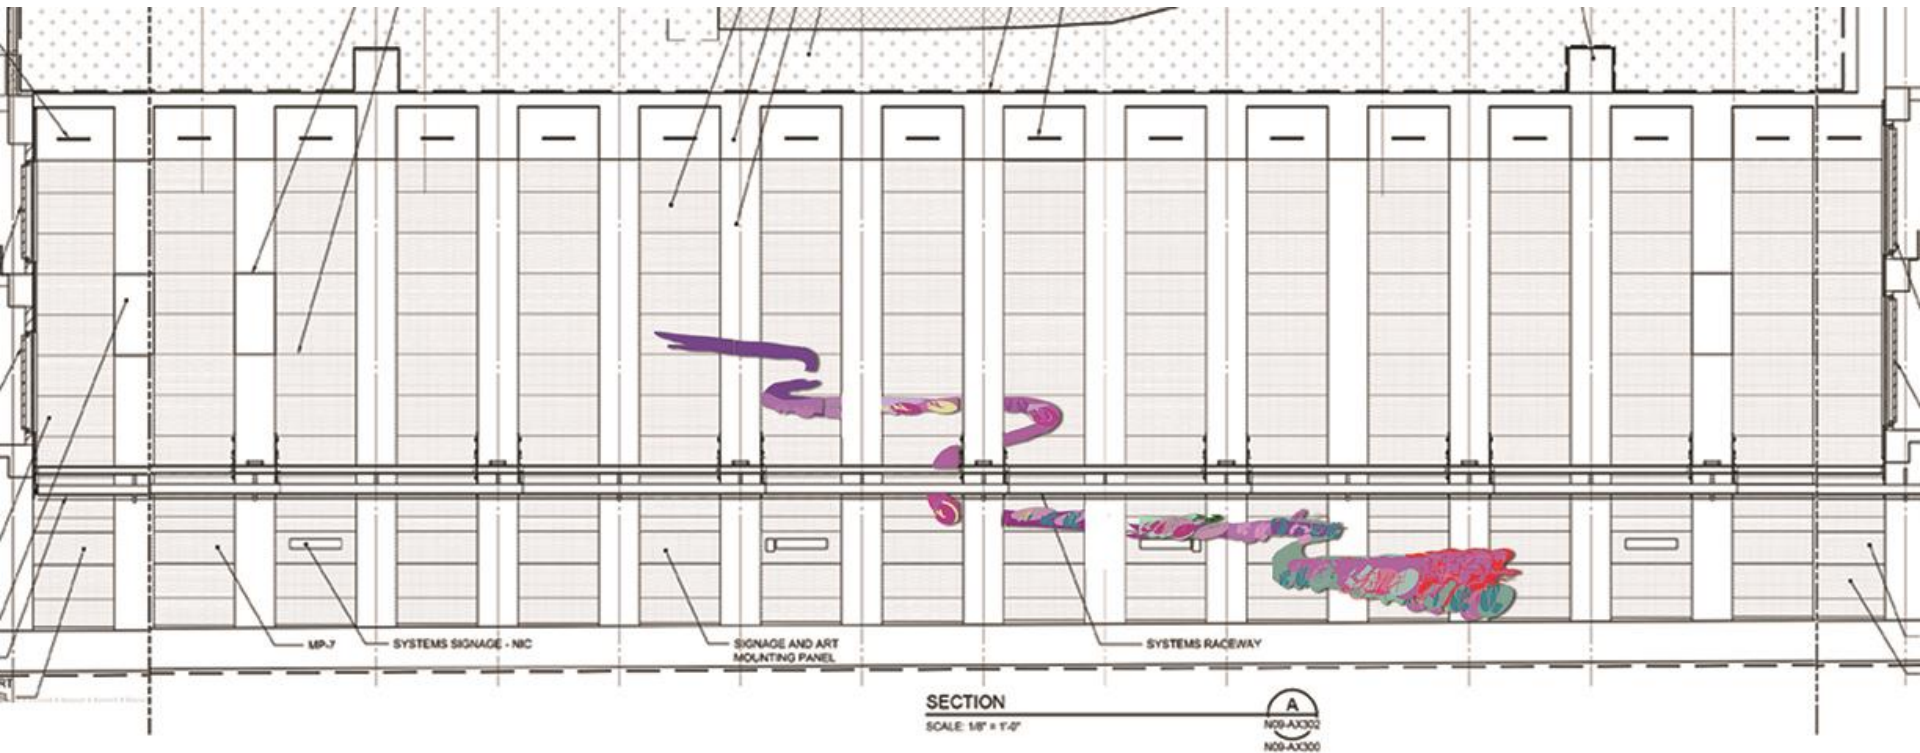 MP-7
SYSTEMS SIGNAGE - NIC
SIGNAGE AND ART
MOUNTING PANEL
SYSTEMS RACEWAY
SECTION
SCALE: 1/8" = 1'-0"
A
N09-AX302
N09-AX300